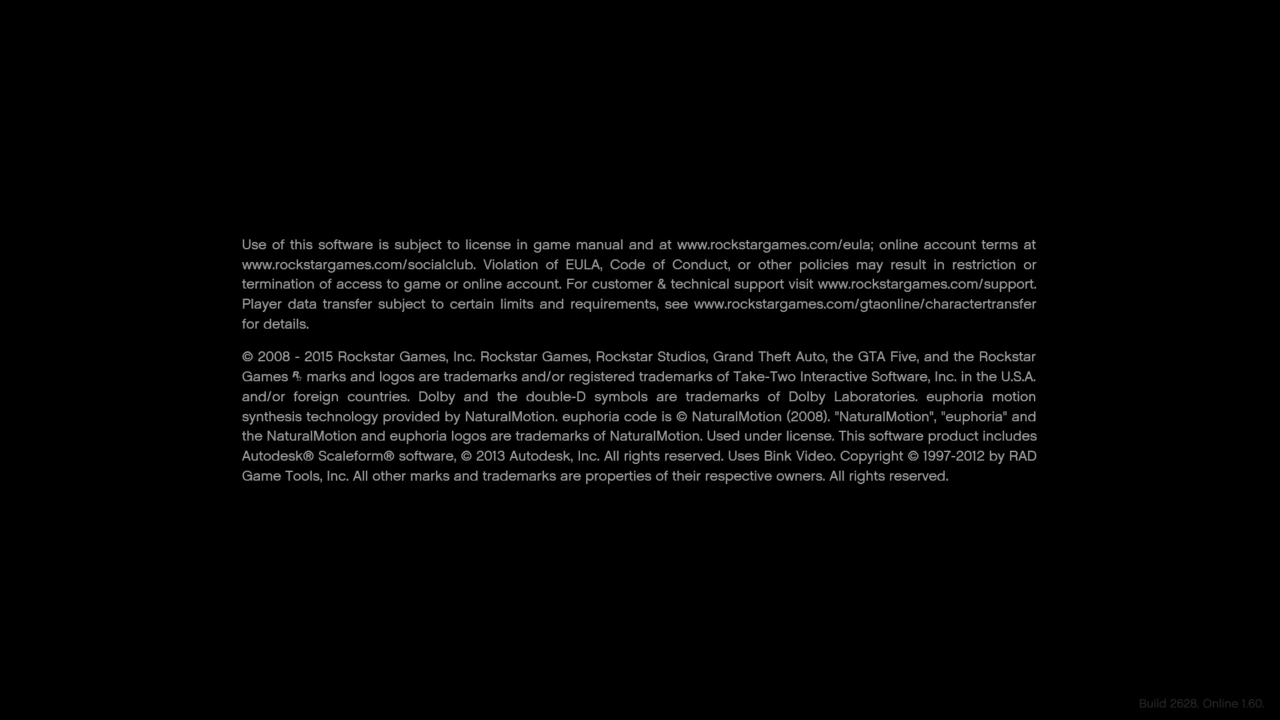 Use of this software is subject to license in game manual and at www.rockstargames.com/eula; online account terms at
www.rockstargames.com/socialclub. Violation of EULA, Code of Conduct, or other policies may result in restriction or
termination of access to game or online account. For customer & technical support visit www.rockstargames.com/support.
Player data transfer subject to certain limits and requirements, see www.rockstargames.com/gtaonline/charactertransfer
for details.
© 2008 - 2015 Rockstar Games, Inc. Rockstar Games, Rockstar Studios, Grand Theft Auto, the GTA Five, and the Rockstar
Games R* marks and logos are trademarks and/or registered trademarks of Take-Two Interactive Software, Inc. in the U.S.A.
and/or foreign countries. Dolby and the double-D symbols are trademarks of Dolby Laboratories. euphoria motion
synthesis technology provided by NaturalMotion. euphoria code is © NaturalMotion (2008). "NaturalMotion", "euphoria" and
the NaturalMotion and euphoria logos are trademarks of NaturalMotion. Used under license. This software product includes
Autodesk® Scaleform® software, © 2013 Autodesk, Inc. All rights reserved. Uses Bink Video. Copyright © 1997-2012 by RAD
Game Tools, Inc. All other marks and trademarks are properties of their respective owners. All rights reserved.
Build 2628, Online 1.60.